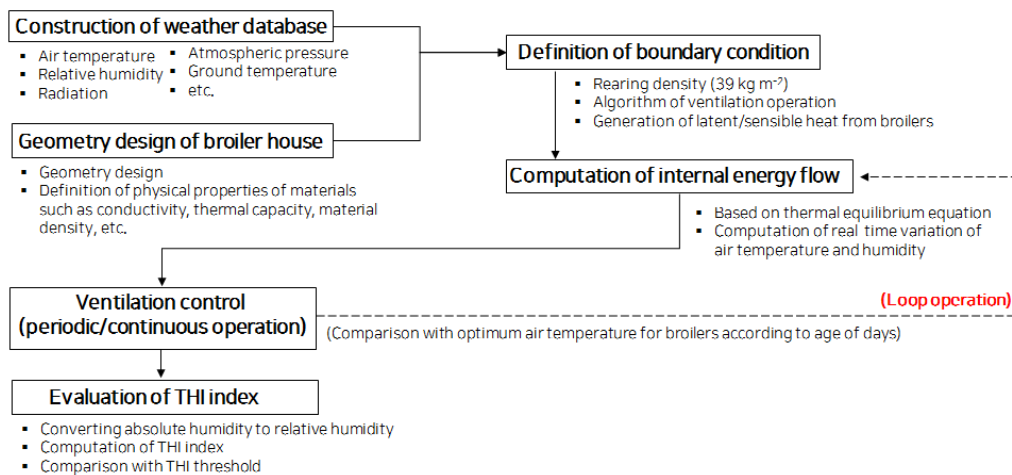 Construction of weather database
▪ Air temperature
▪ Relative humidity
▪ Radiation
▪ Atmospheric pressure
▪ Ground temperature
▪ etc.
Geometry design of broiler house
▪ Geometry design
▪ Definition of physical properties of materials
such as conductivity, thermal capacity, material
density, etc.
Definition of boundary condition
▪ Rearing density (39 kg m⁻²)
▪ Algorithm of ventilation operation
▪ Generation of latent/sensible heat from broilers
Computation of internal energy flow
▪ Based on thermal equilibrium equation
▪ Computation of real time variation of
air temperature and humidity
Ventilation control
(periodic/continuous operation)
(Loop operation)
(Comparison with optimum air temperature for broilers according to age of days)
Evaluation of THI index
▪ Converting absolute humidity to relative humidity
▪ Computation of THI index
▪ Comparison with THI threshold